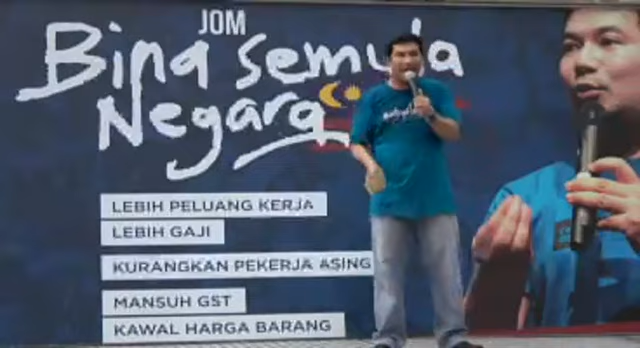 JOM
Bina semula
Negara
LEBIH PELUANG KERJA
LEBIH GAJI
KURANGKAN PEKERJA ASING
MANSUH GST
KAWAL HARGA BARANG